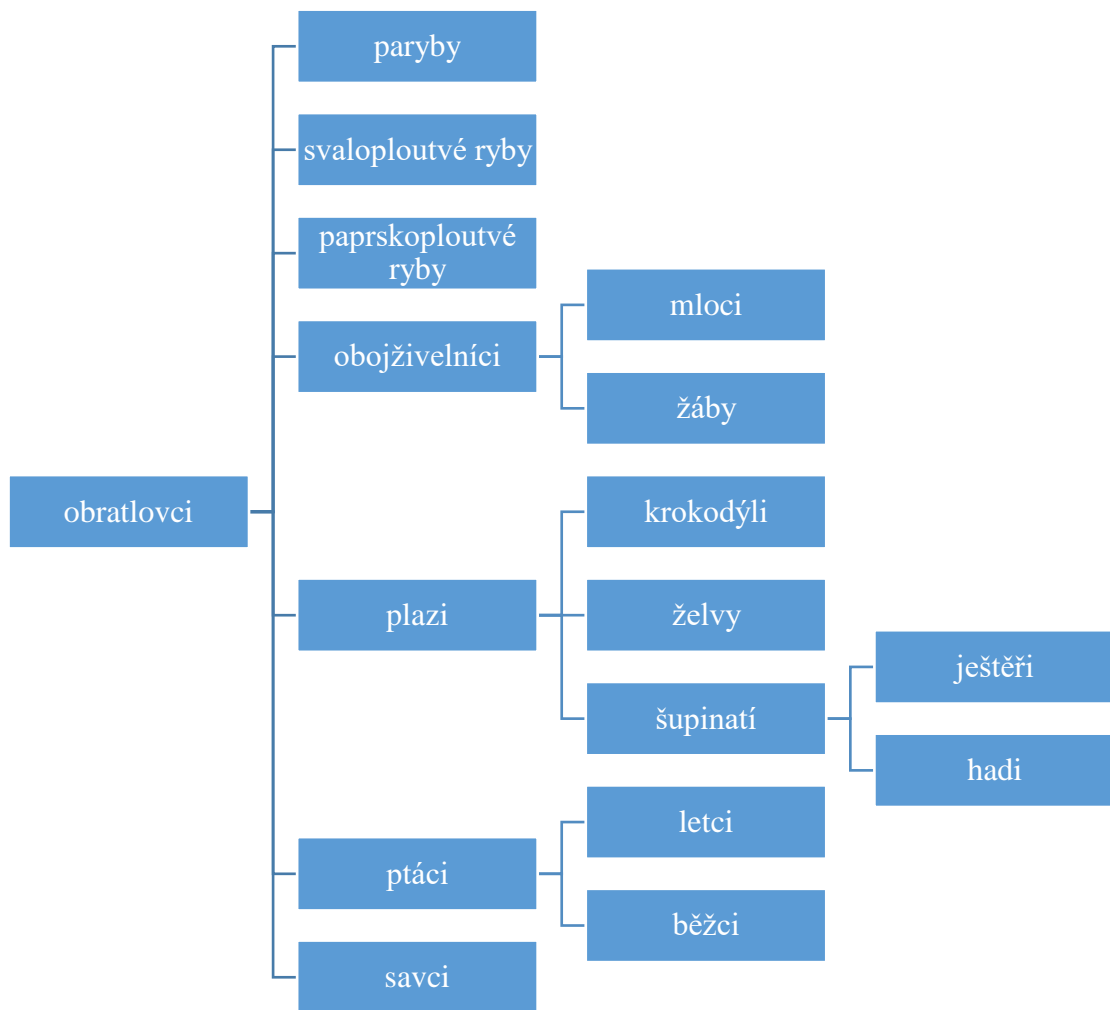 paryby
svaloploutvé ryby
paprskoploutvé
ryby
mloci
obojživelníci
žáby
krokodýli
obratlovci
plazi
želvy
ještěři
šupinatí
hadi
letci
ptáci
běžci
savci